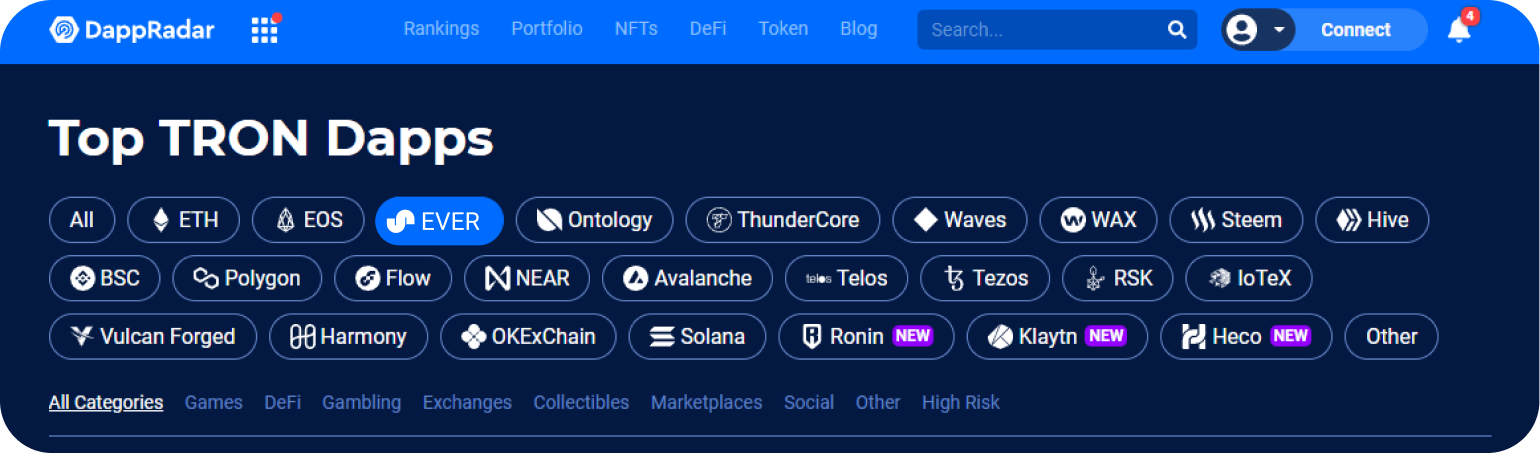 DappRadar Rankings Portfolio NFTs DeFi Token Blog Search... Connect 4
Top TRON Dapps
All ETH EOS EVER Ontology ThunderCore Waves WAX Steem Hive
BSC Polygon Flow NEAR Avalanche telos Telos Tezos RSK IoTeX
Vulcan Forged Harmony OKExChain Solana Ronin NEW Klaytn NEW Heco NEW Other
All Categories Games DeFi Gambling Exchanges Collectibles Marketplaces Social Other High Risk